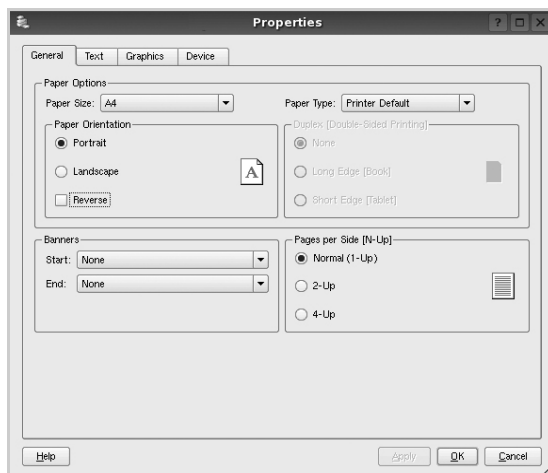 Properties
General Text Graphics Device
Paper Options
Paper Size: A4 Paper Type: Printer Default
Paper Orientation
Portrait
Landscape
Reverse
A
Duplex [Double-Sided Printing]
None
Long Edge [Book]
Short Edge [Tablet]
Banners
Start: None
End: None
Pages per Side [N-Up]
Normal (1-Up)
2-Up
4-Up
Help Apply OK Cancel